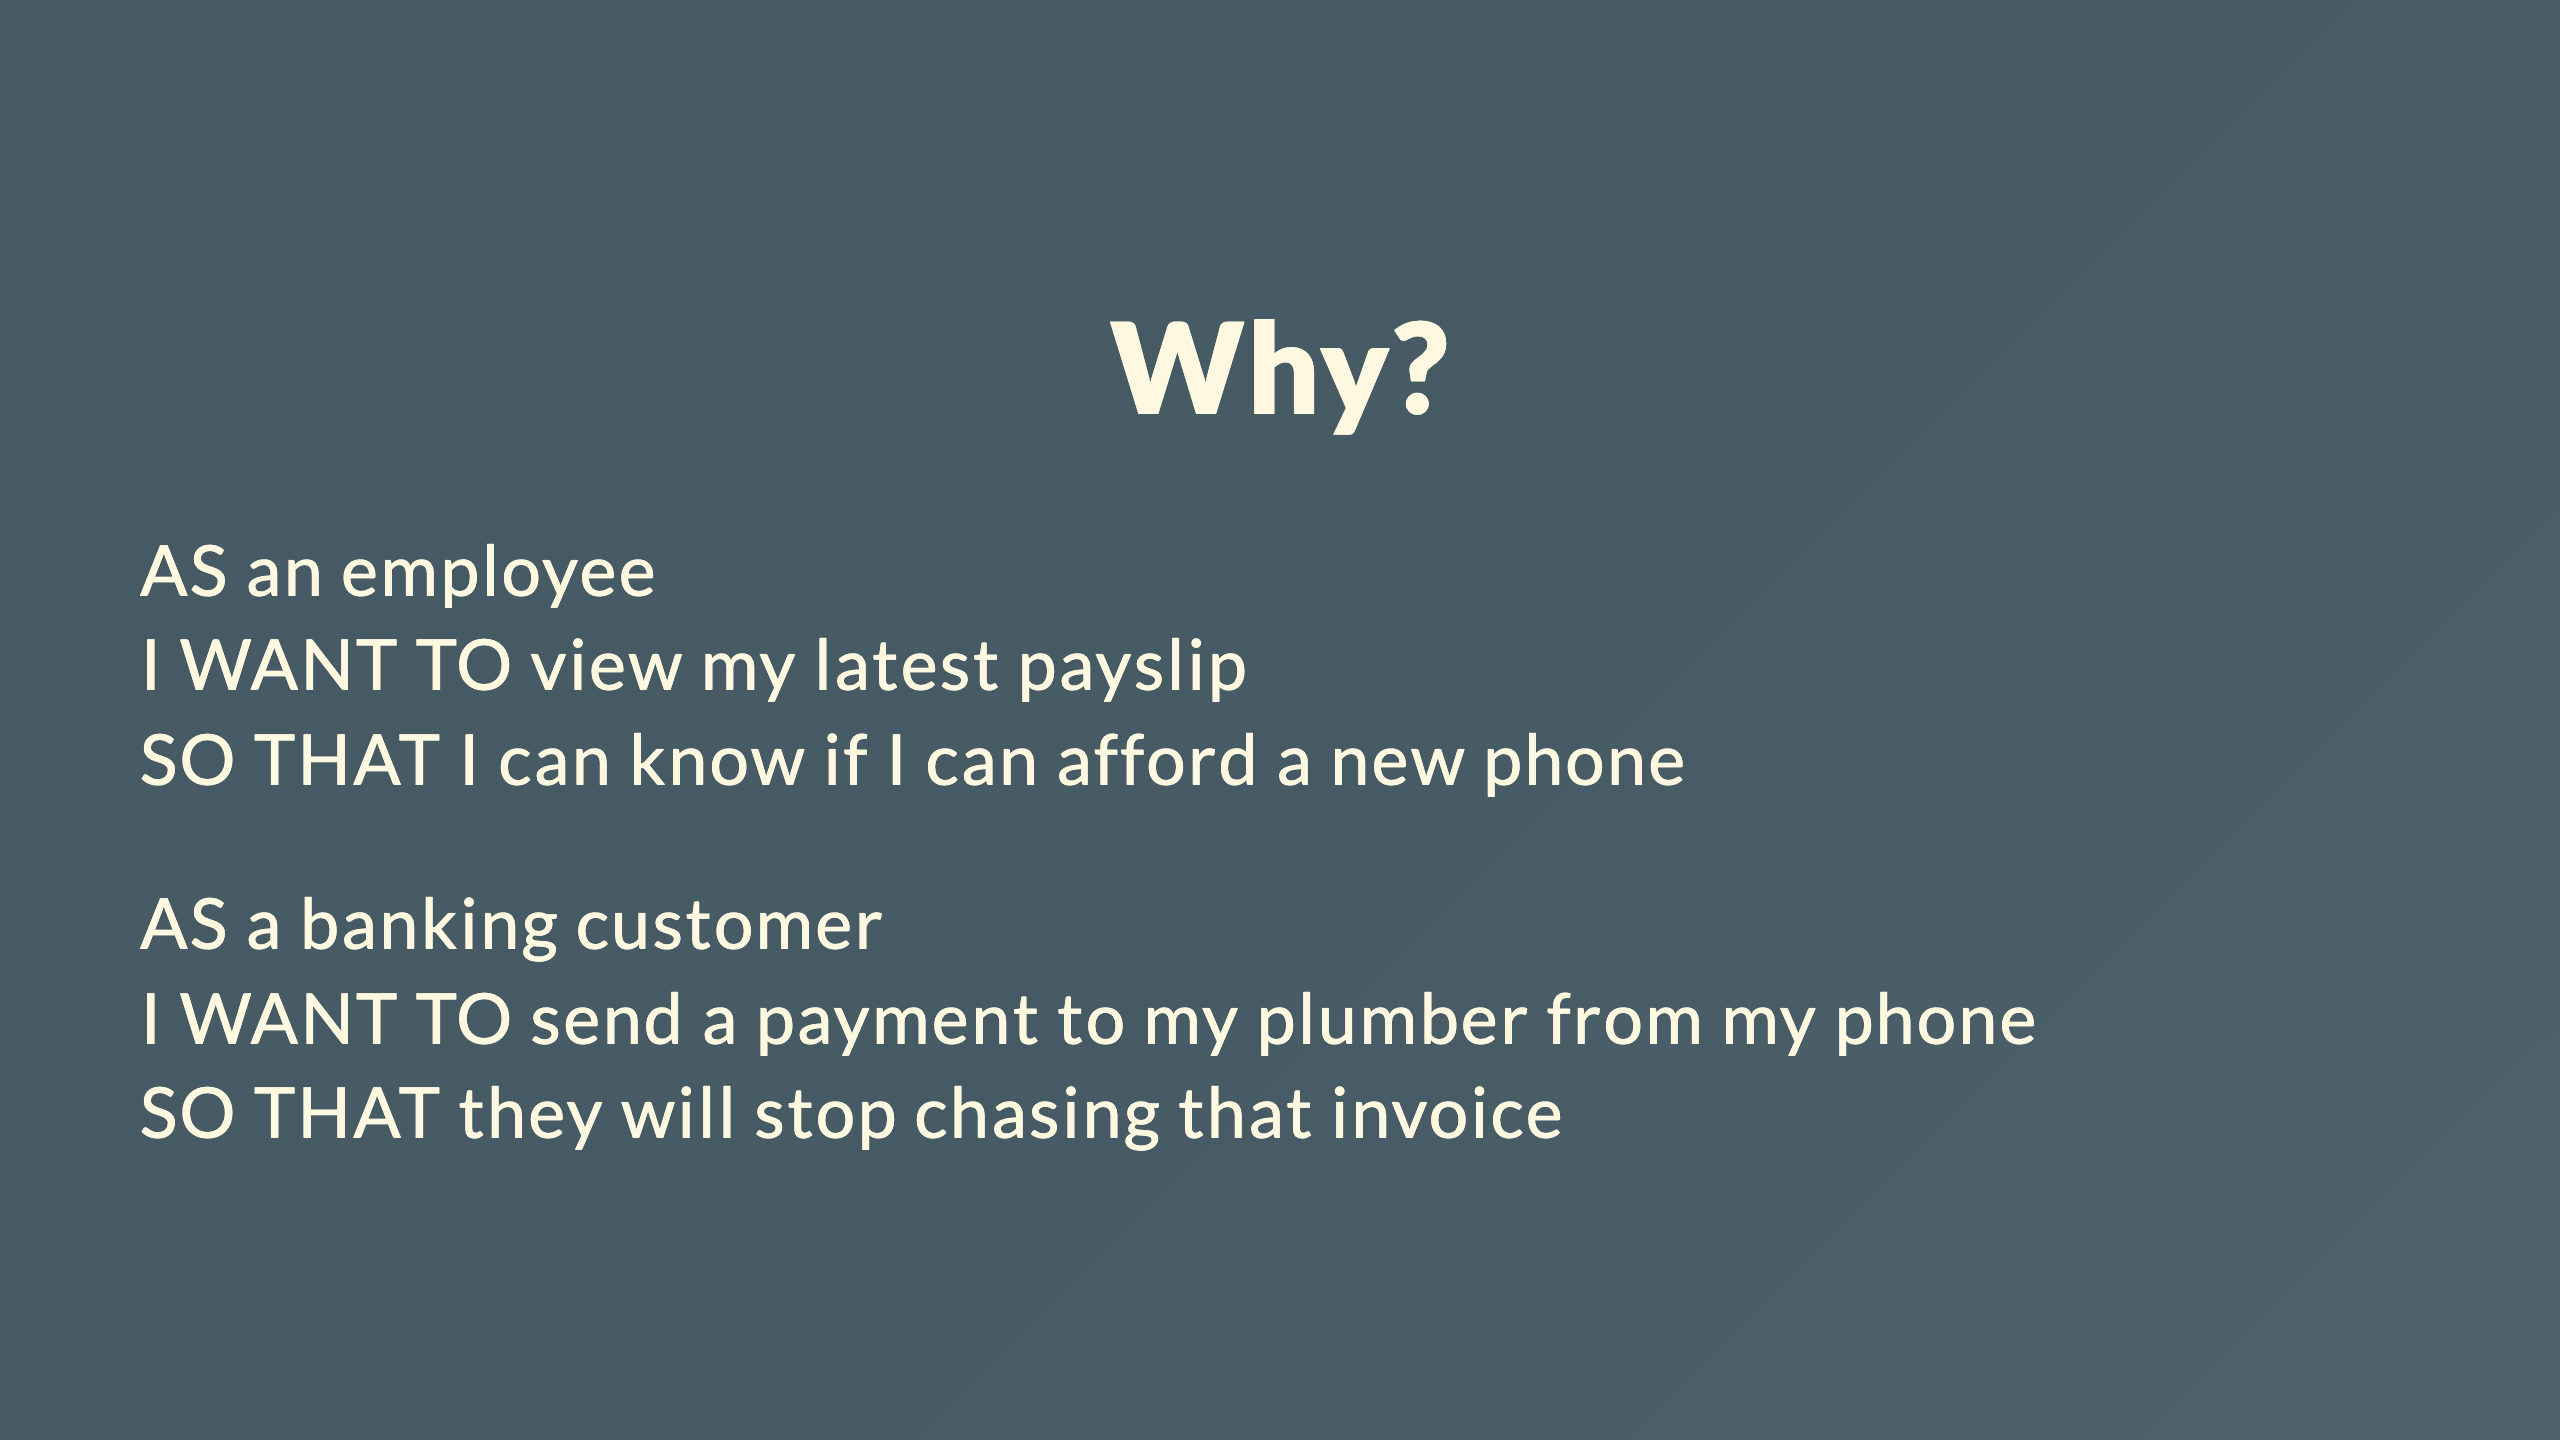 Why?
AS an employee
I WANT TO view my latest payslip
SO THAT I can know if I can afford a new phone
AS a banking customer
I WANT TO send a payment to my plumber from my phone
SO THAT they will stop chasing that invoice